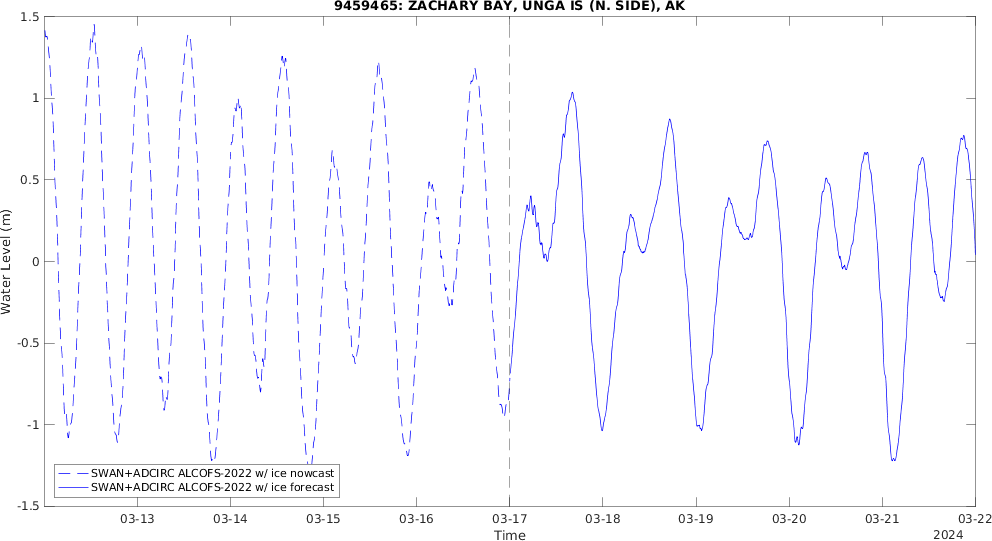 9459465: ZACHARY BAY, UNGA IS (N. SIDE), AK
1.5
1
0.5
0
-0.5
-1
-1.5
Water Level (m)
SWAN+ADCIRC ALCOFS-2022 w/ ice nowcast
SWAN+ADCIRC ALCOFS-2022 w/ ice forecast
03-13 03-14 03-15 03-16 03-17 03-18 03-19 03-20 03-21 03-22
Time
2024